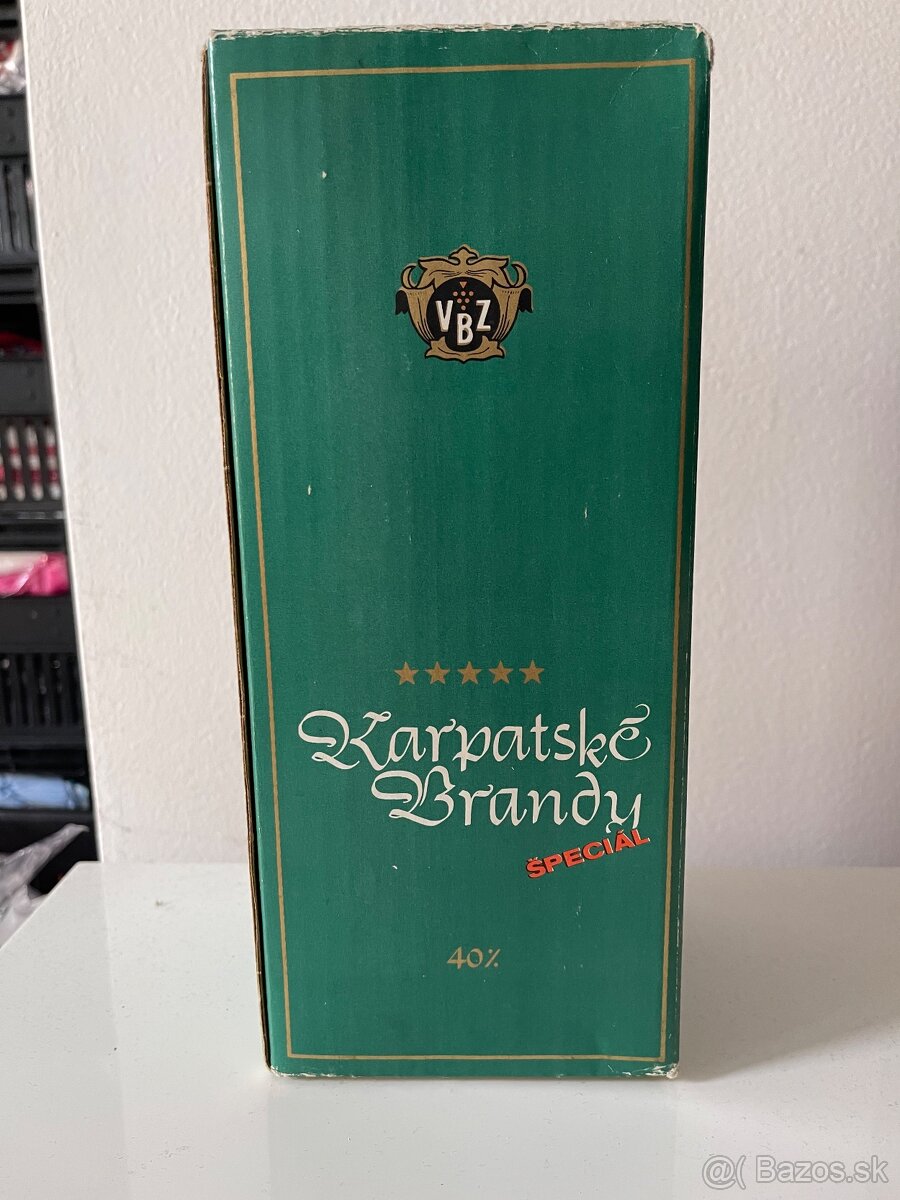 VBZ
★★★★★
Karpatské
Brandy
ŠPECIÁL
40%
@( Bazos.sk